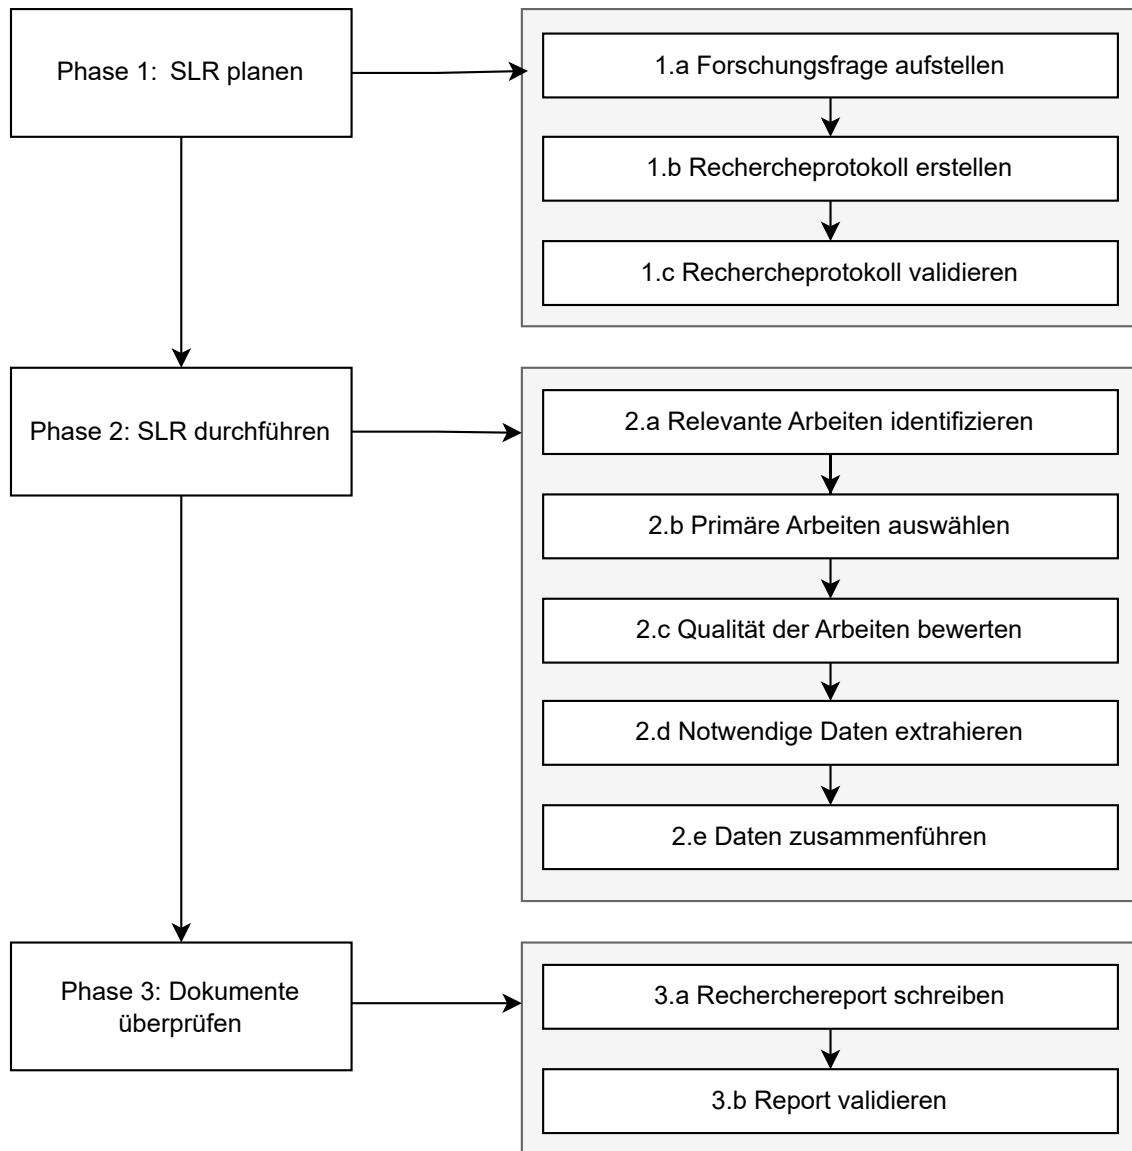 Phase 1: SLR planen
1.a Forschungsfrage aufstellen
1.b Rechercheprotokoll erstellen
1.c Rechercheprotokoll validieren
Phase 2: SLR durchführen
2.a Relevante Arbeiten identifizieren
2.b Primäre Arbeiten auswählen
2.c Qualität der Arbeiten bewerten
2.d Notwendige Daten extrahieren
2.e Daten zusammenführen
Phase 3: Dokumente
überprüfen
3.a Recherchereport schreiben
3.b Report validieren